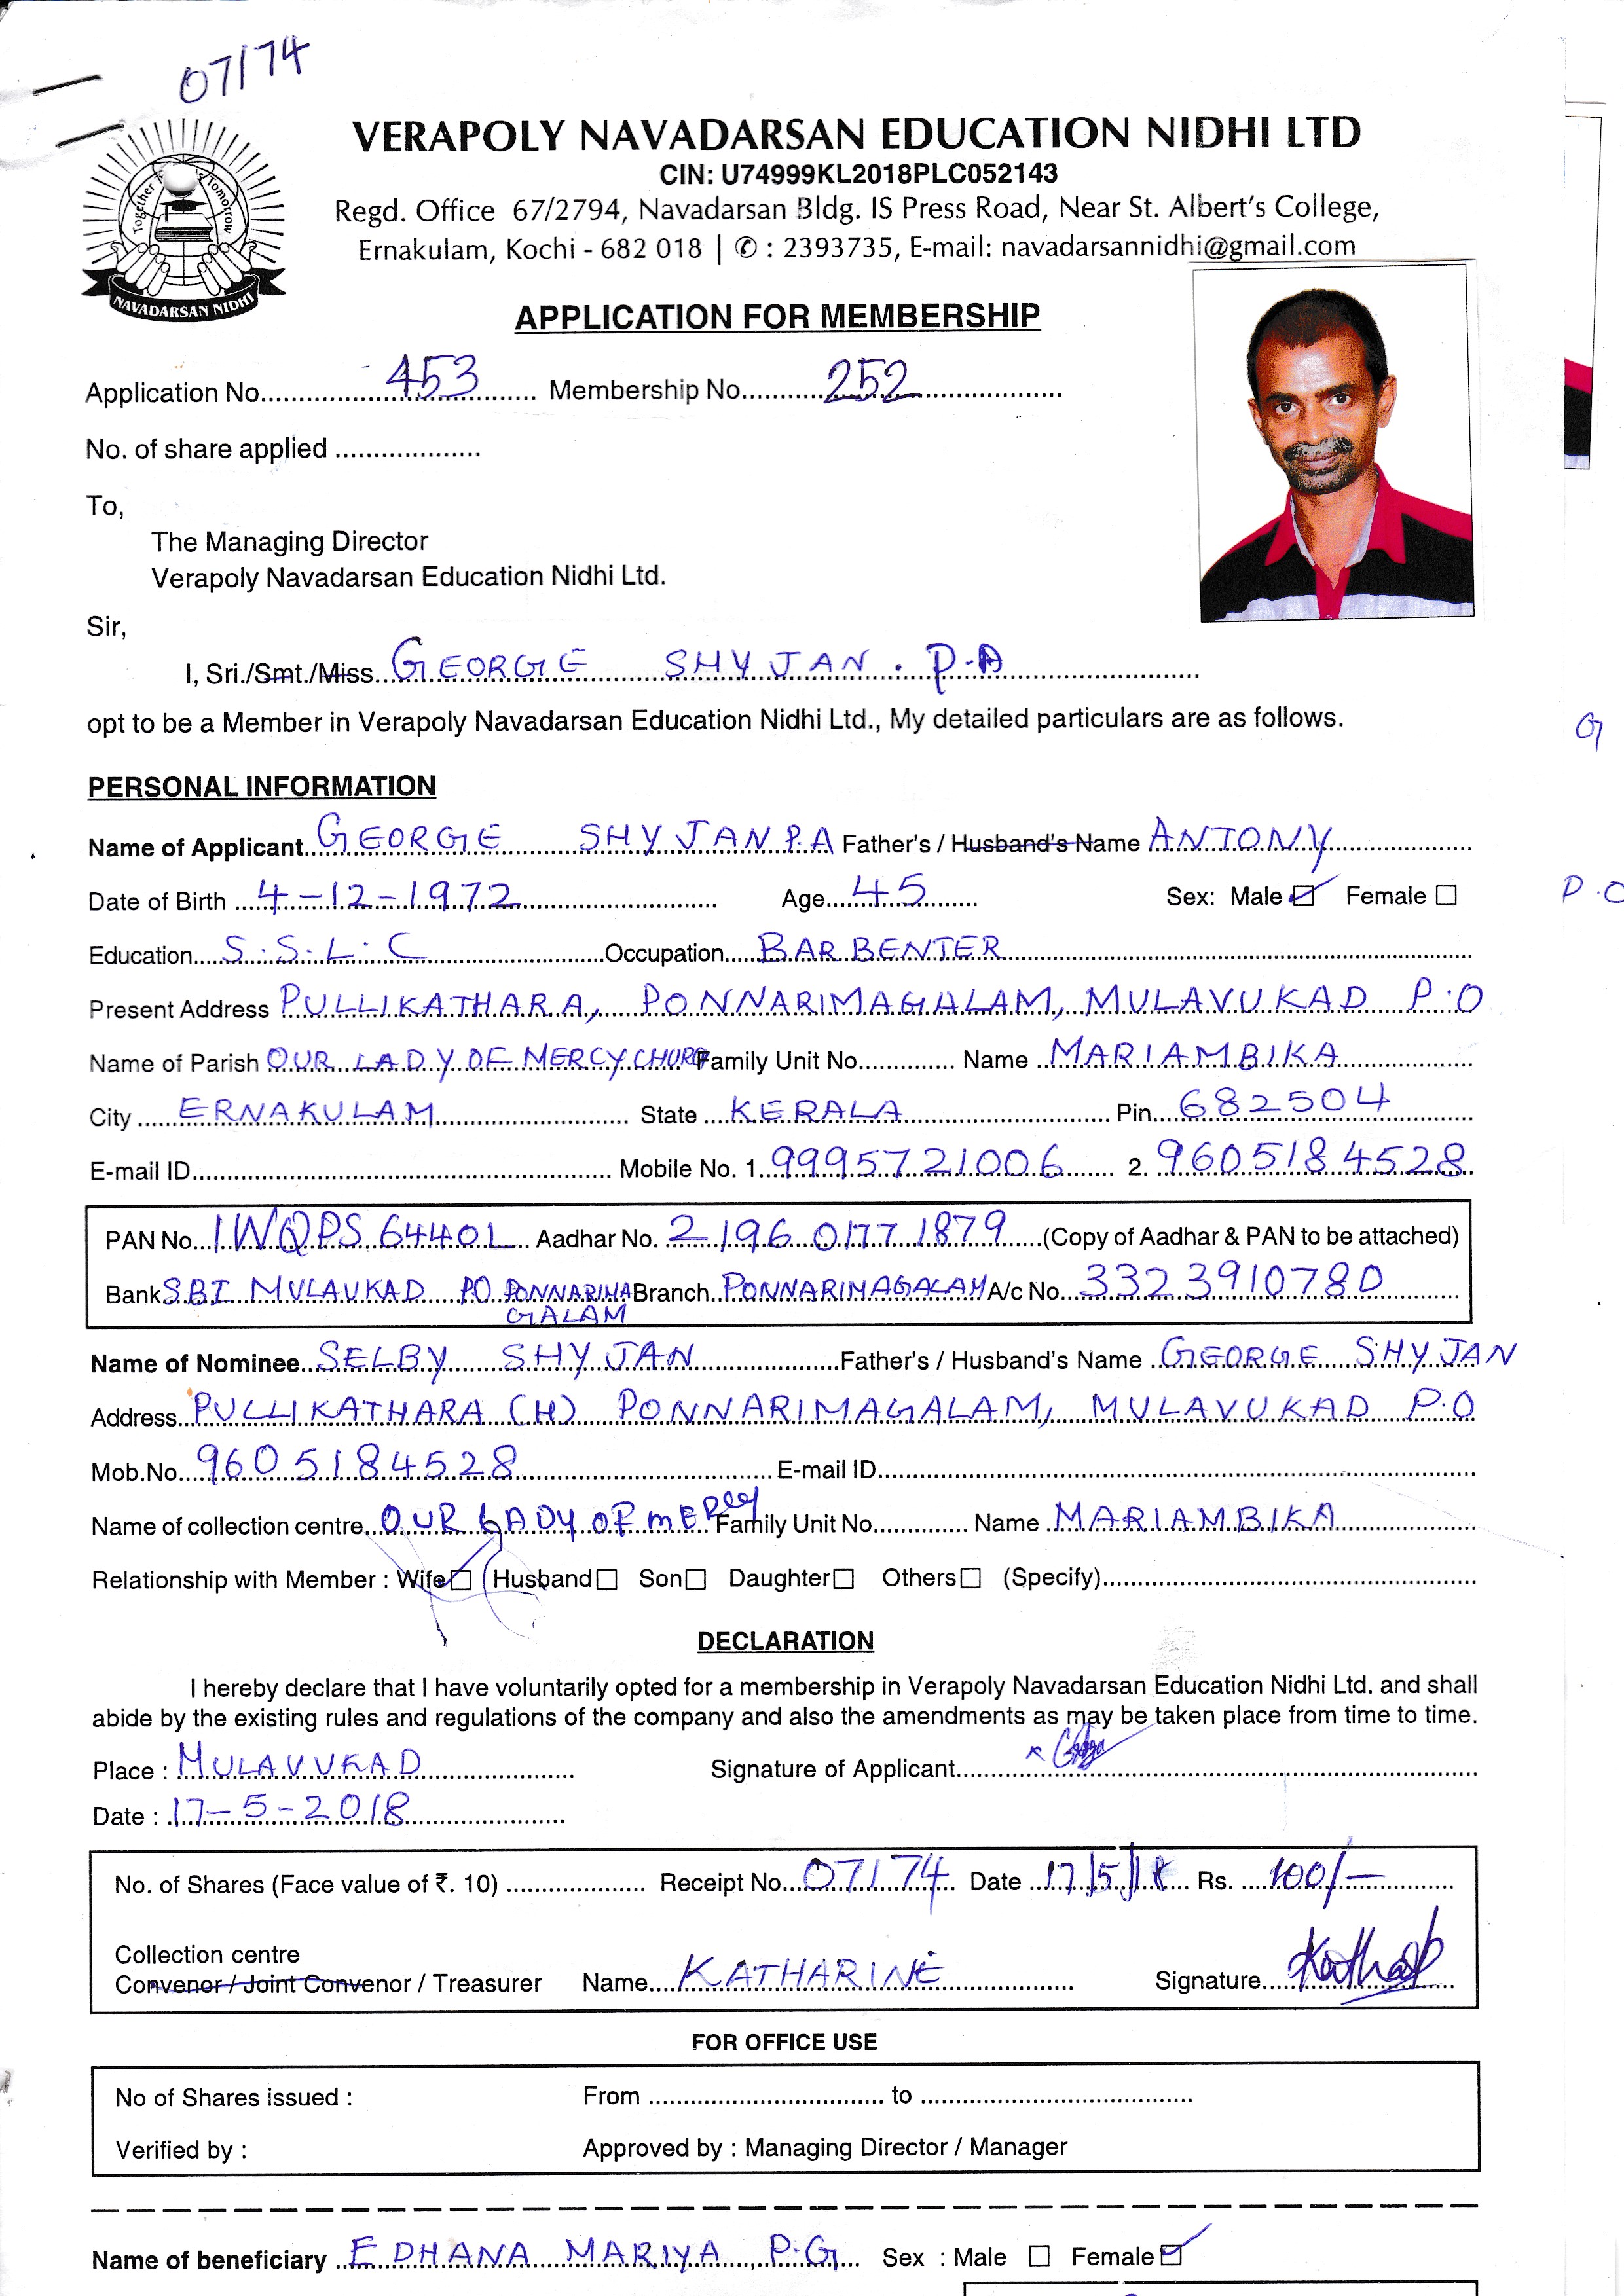 07174
Together Tomorrow
NAVADARSAN NIDHI
VERAPOLY NAVADARSAN EDUCATION NIDHI LTD
CIN: U74999KL2018PLC052143
Regd. Office 67/2794, Navadarsan Bldg. IS Press Road, Near St. Albert's College,
Ernakulam, Kochi - 682 018 | ✆ : 2393735, E-mail: navadarsannidhi@gmail.com
APPLICATION FOR MEMBERSHIP
Application No. 453 Membership No. 252
No. of share applied
To,
The Managing Director
Verapoly Navadarsan Education Nidhi Ltd.
Sir,
I, Sri./Smt./Miss. GEORGE SHYJAN . P.A
opt to be a Member in Verapoly Navadarsan Education Nidhi Ltd., My detailed particulars are as follows.
PERSONAL INFORMATION
Name of Applicant. GEORGE SHYJAN P.A Father's / Husband's Name ANTONY
Date of Birth 4-12-1972 Age 45 Sex: Male ☑ Female ☐
Education S.S.L.C Occupation BARBENTER
Present Address PULLIKATHARA, PONNARIMAGALAM, MULAVUKAD P.O
Name of Parish OUR LADY OF MERCY CHURC Family Unit No. Name MARIAMBIKA
City ERNAKULAM State KERALA Pin 682504
E-mail ID. Mobile No. 1. 9995721006 2. 9605184528
PAN No. IWQPS 6440L Aadhar No. 2196 0177 1879 (Copy of Aadhar & PAN to be attached)
Bank SBI MULAUKAD PO PONNARIMA Branch PONNARIMAGALAM A/c No. 3323910780
GALAM
Name of Nominee SELBY SHYJAN Father's / Husband's Name GEORGE SHYJAN
Address PULLIKATHARA (H) PONNARIMAGALAM, MULAVUKAD P.O
Mob.No. 9605184528 E-mail ID.
Name of collection centre OUR LADY OF MERCY Family Unit No. Name MARIAMBIKA
Relationship with Member : Wife ☑ Husband ☐ Son ☐ Daughter ☐ Others ☐ (Specify)
DECLARATION
I hereby declare that I have voluntarily opted for a membership in Verapoly Navadarsan Education Nidhi Ltd. and shall
abide by the existing rules and regulations of the company and also the amendments as may be taken place from time to time.
Place : MULAVVKAD Signature of Applicant
Date : 17-5-2018
No. of Shares (Face value of ₹. 10) Receipt No. 07174 Date 17/5/18 Rs. 100/-
Collection centre
Convenor / Joint Convenor / Treasurer Name KATHARINE Signature
FOR OFFICE USE
No of Shares issued : From to
Verified by : Approved by : Managing Director / Manager
Name of beneficiary EDHANA MARIYA P.G Sex : Male ☐ Female ☑